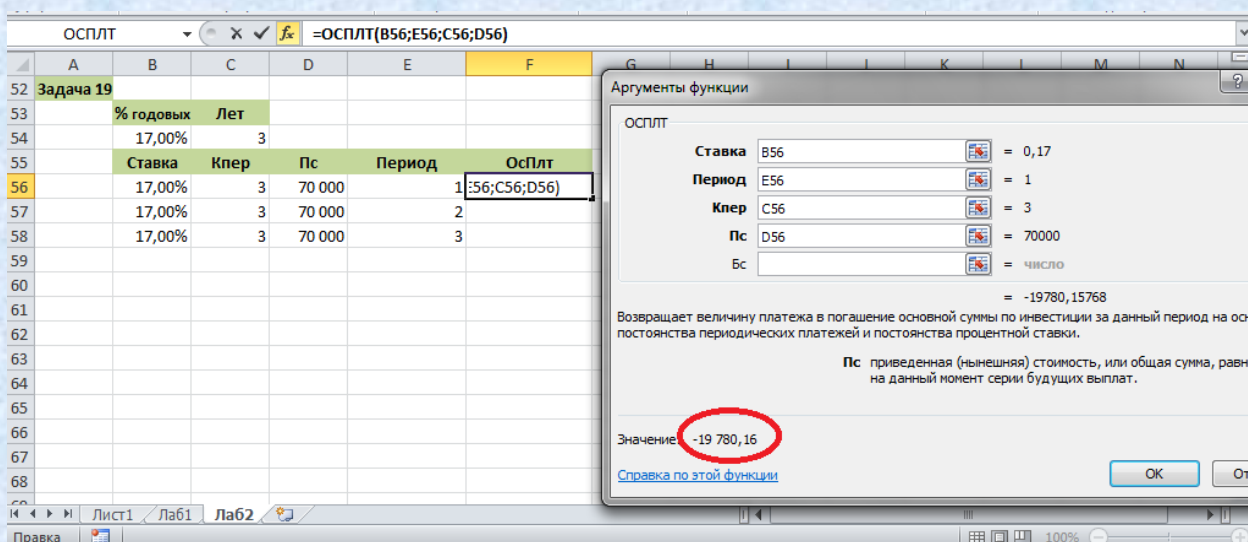 ОСПЛТ fx =ОСПЛТ(B56;E56;C56;D56)
A B C D E F G H I J K L M N
52 Задача 19
53 % годовых Лет
54 17,00% 3
55 Ставка Кпер Пс Период ОсПлт
56 17,00% 3 70 000 1 :56;C56;D56)
57 17,00% 3 70 000 2
58 17,00% 3 70 000 3
59
60
61
62
63
64
65
66
67
68
Аргументы функции
ОСПЛТ
Ставка B56 = 0,17
Период E56 = 1
Кпер C56 = 3
Пс D56 = 70000
Бс = число
= -19780,15768
Возвращает величину платежа в погашение основной суммы по инвестиции за данный период на осн
постоянства периодических платежей и постоянства процентной ставки.
Пс приведенная (нынешняя) стоимость, или общая сумма, равн
на данный момент серии будущих выплат.
Значение: -19 780,16
Справка по этой функции
OK От
Лист1 Лаб1 Лаб2
Правка 100%